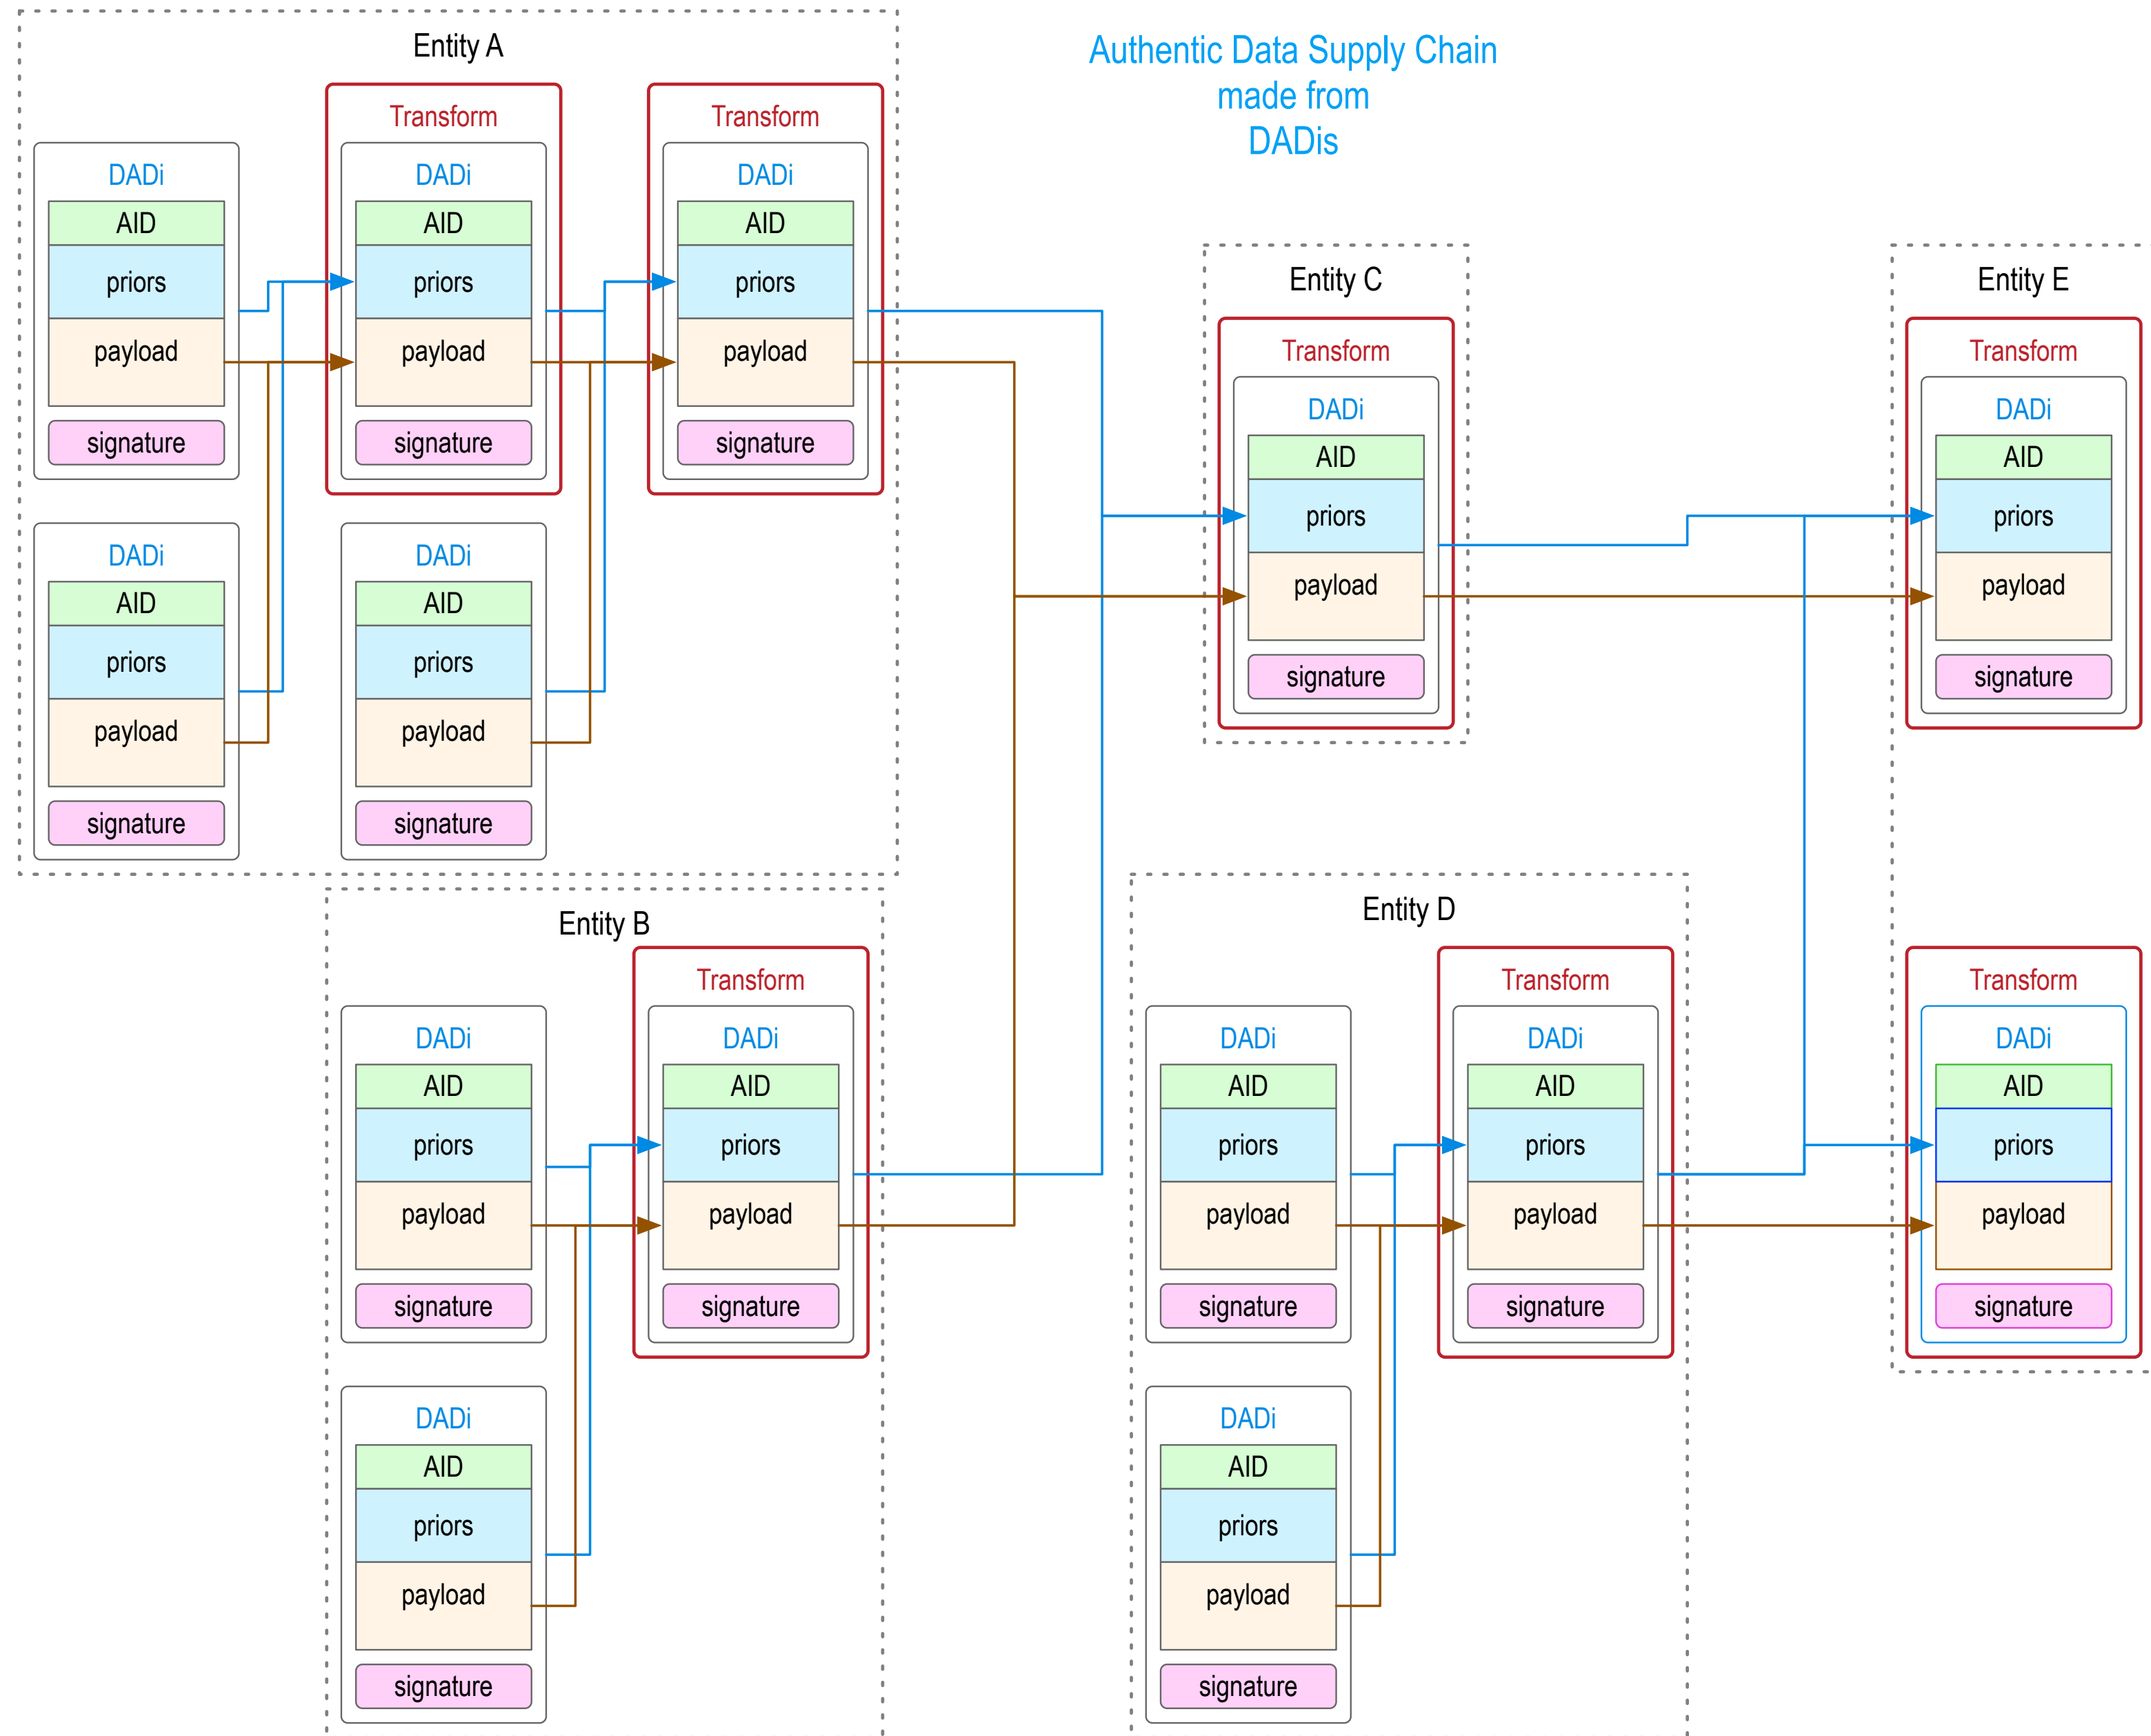 Authentic Data Supply Chain
made from
DADis
Entity A
DADi
AID
priors
payload
signature
Transform
DADi
AID
priors
payload
signature
Transform
DADi
AID
priors
payload
signature
DADi
AID
priors
payload
signature
DADi
AID
priors
payload
signature
Entity B
DADi
AID
priors
payload
signature
Transform
DADi
AID
priors
payload
signature
DADi
AID
priors
payload
signature
Entity C
Transform
DADi
AID
priors
payload
signature
Entity D
DADi
AID
priors
payload
signature
Transform
DADi
AID
priors
payload
signature
DADi
AID
priors
payload
signature
Entity E
Transform
DADi
AID
priors
payload
signature
Transform
DADi
AID
priors
payload
signature